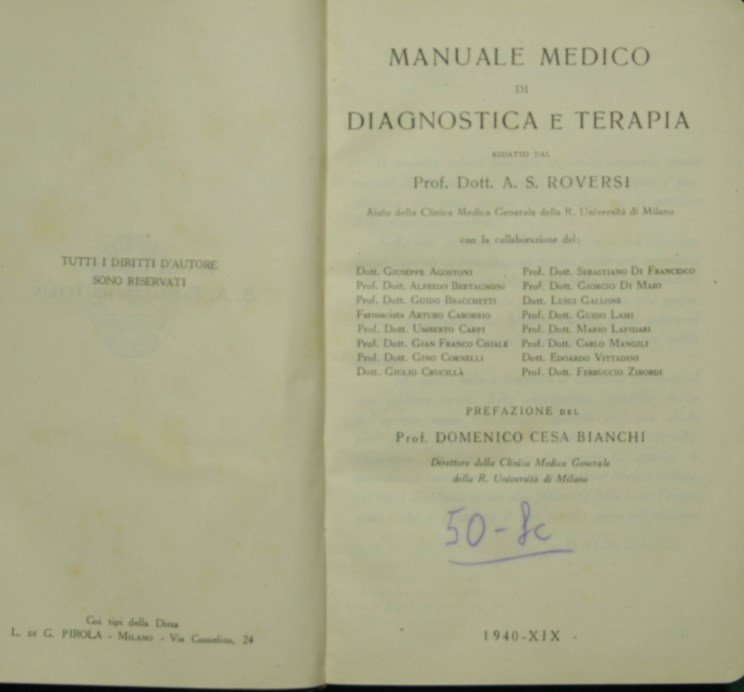 TUTTI I DIRITTI D'AUTORE
SONO RISERVATI
Coi tipi della Ditta
L. DI G. PIROLA - MILANO - Via Comelico, 24
MANUALE MEDICO
DI
DIAGNOSTICA E TERAPIA
REDATTO DAL
Prof. Dott. A. S. ROVERSI
Aiuto della Clinica Medica Generale della R. Università di Milano
con la collaborazione del:
Dott. GIUSEPPE AGOSTONI
Prof. Dott. ALFREDO BERTAGNONI
Prof. Dott. GUIDO BRACCHETTI
Farmacista ARTURO CABORRIO
Prof. Dott. UMBERTO CARPI
Prof. Dott. GIAN FRANCO CHIALE
Prof. Dott. GINO CORNELLI
Dott. GIULIO CRUCILLÀ
Prof. Dott. SEBASTIANO DI FRANCESCO
Prof. Dott. GIORGIO DI MAIO
Dott. LUIGI GALLONE
Prof. Dott. GUIDO LAMI
Prof. Dott. MARIO LAPIDARI
Prof. Dott. CARLO MANGILI
Dott. EDOARDO VITTADINI
Prof. Dott. FERRUCCIO ZIBORDI
PREFAZIONE DEL
Prof. DOMENICO CESA BIANCHI
Direttore della Clinica Medica Generale
della R. Università di Milano
50-
1940-XIX